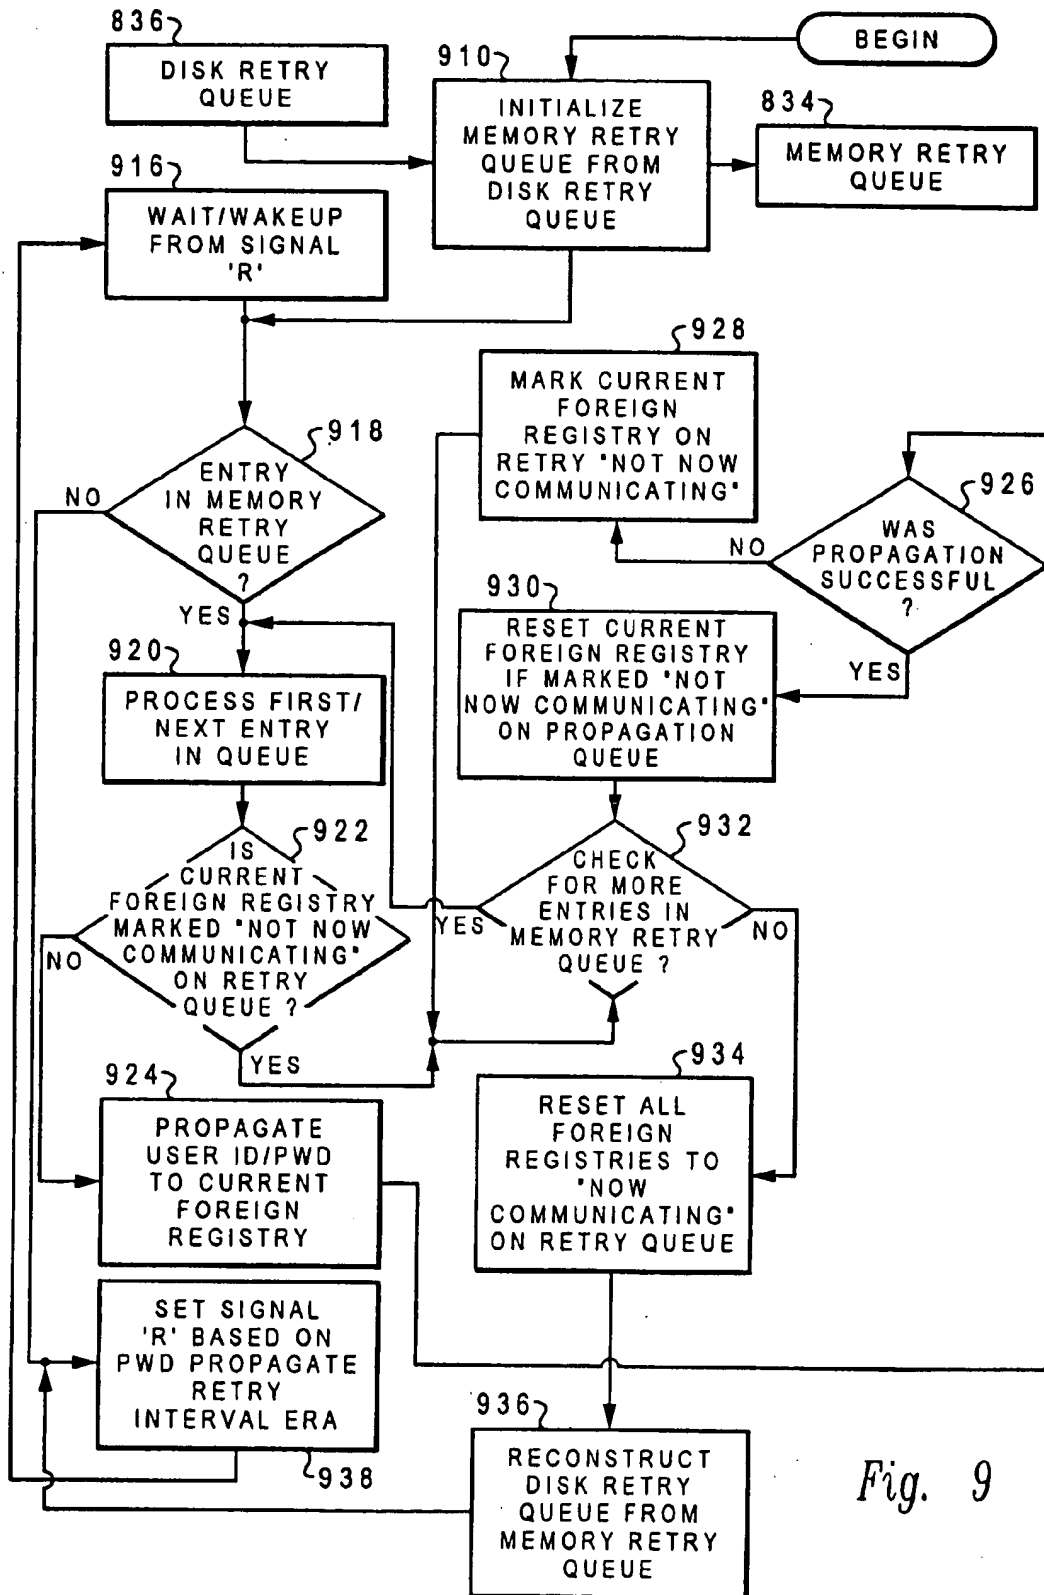 836
DISK RETRY
QUEUE
910
INITIALIZE
MEMORY RETRY
QUEUE FROM
DISK RETRY
QUEUE
BEGIN
834
MEMORY RETRY
QUEUE
916
WAIT/WAKEUP
FROM SIGNAL
'R'
918
ENTRY
IN MEMORY
RETRY
QUEUE
?
NO
YES
928
MARK CURRENT
FOREIGN
REGISTRY ON
RETRY "NOT NOW
COMMUNICATING"
926
WAS
PROPAGATION
SUCCESSFUL
?
NO
YES
930
RESET CURRENT
FOREIGN REGISTRY
IF MARKED "NOT
NOW COMMUNICATING"
ON PROPAGATION
QUEUE
920
PROCESS FIRST/
NEXT ENTRY
IN QUEUE
922
IS
CURRENT
FOREIGN REGISTRY
MARKED "NOT NOW
COMMUNICATING"
ON RETRY
QUEUE ?
NO
YES
932
CHECK
FOR MORE
ENTRIES IN
MEMORY RETRY
QUEUE ?
YES
NO
924
PROPAGATE
USER ID/PWD
TO CURRENT
FOREIGN
REGISTRY
934
RESET ALL
FOREIGN
REGISTRIES TO
"NOW
COMMUNICATING"
ON RETRY QUEUE
SET SIGNAL
'R' BASED ON
PWD PROPAGATE
RETRY
INTERVAL ERA
938
936
RECONSTRUCT
DISK RETRY
QUEUE FROM
MEMORY RETRY
QUEUE
Fig. 9